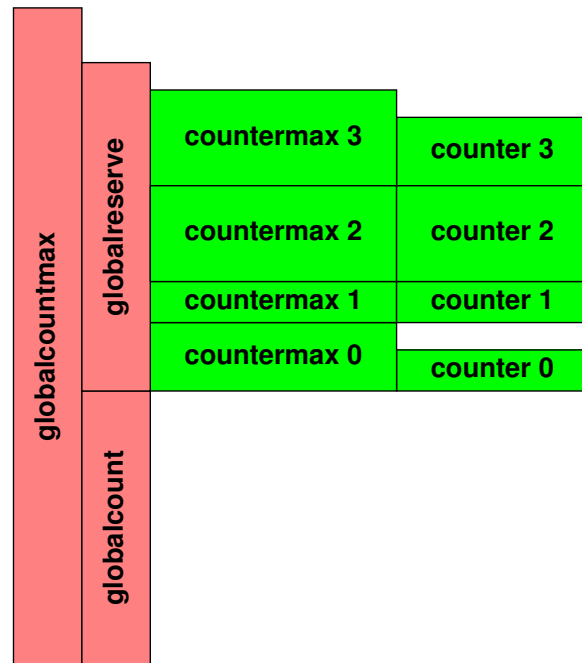 globalcountmax
globalreserve
globalcount
countermax 3
counter 3
countermax 2
counter 2
countermax 1
counter 1
countermax 0
counter 0